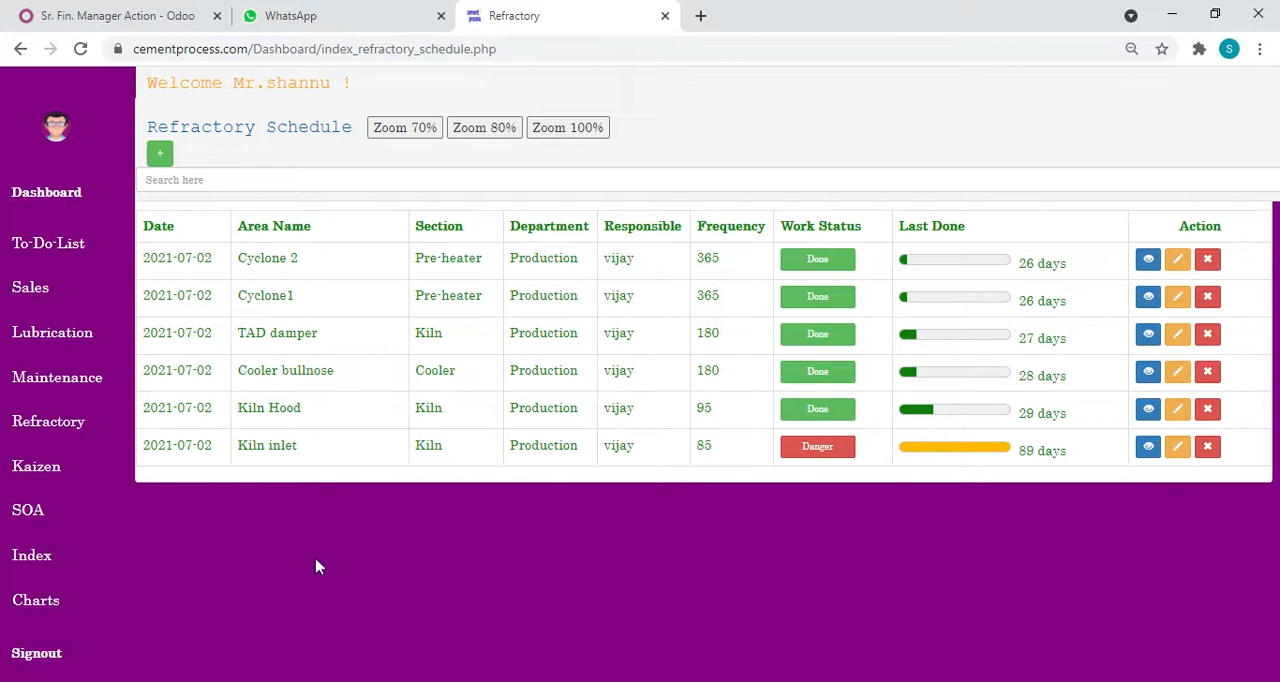 Sr. Fin. Manager Action - Odoo
WhatsApp
Refractory
cementprocess.com/Dashboard/index_refractory_schedule.php
S
Welcome Mr.shannu !
Refractory Schedule Zoom 70% Zoom 80% Zoom 100%
+
Search here
Dashboard
To-Do-List
Sales
Lubrication
Maintenance
Refractory
Kaizen
SOA
Index
Charts
Signout
Date Area Name Section Department Responsible Frequency Work Status Last Done Action
2021-07-02 Cyclone 2 Pre-heater Production vijay 365 Done 26 days
2021-07-02 Cyclone1 Pre-heater Production vijay 365 Done 26 days
2021-07-02 TAD damper Kiln Production vijay 180 Done 27 days
2021-07-02 Cooler bullnose Cooler Production vijay 180 Done 28 days
2021-07-02 Kiln Hood Kiln Production vijay 95 Done 29 days
2021-07-02 Kiln inlet Kiln Production vijay 85 Danger 89 days